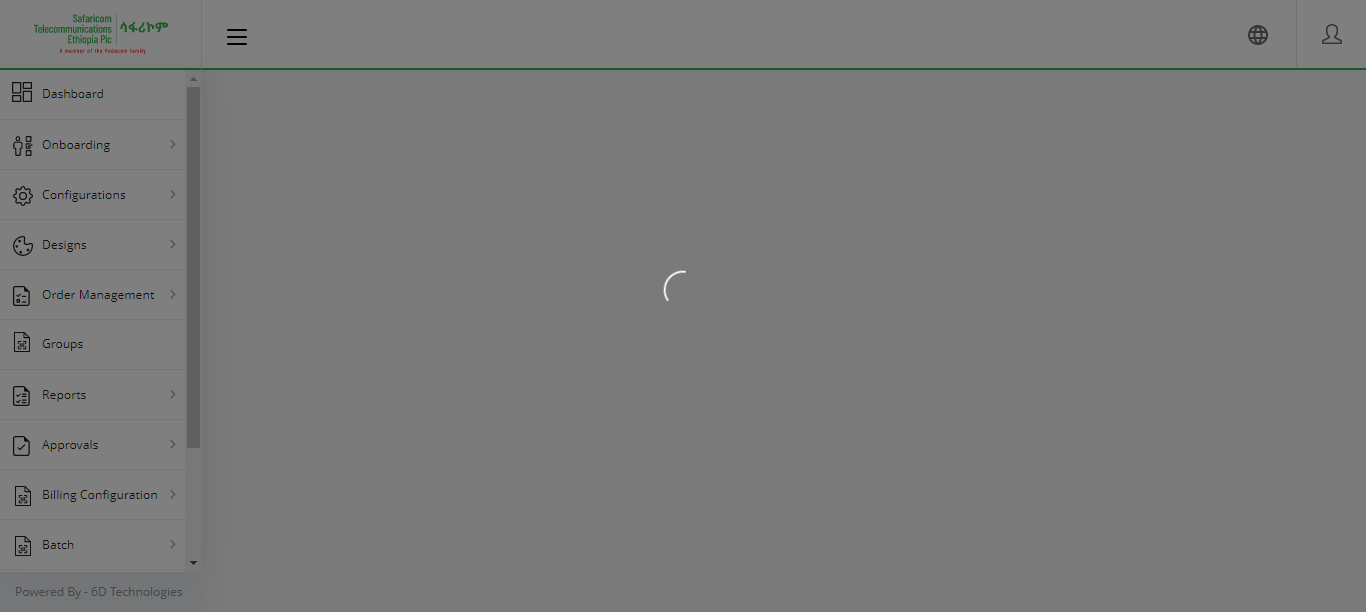 Safaricom
Telecommunications
Ethiopia Plc
ሳፋሪኮም
A member of the Vodacom family
Dashboard
Onboarding
Configurations
Designs
Order Management
Groups
Reports
Approvals
Billing Configuration
Batch
Powered By - 6D Technologies